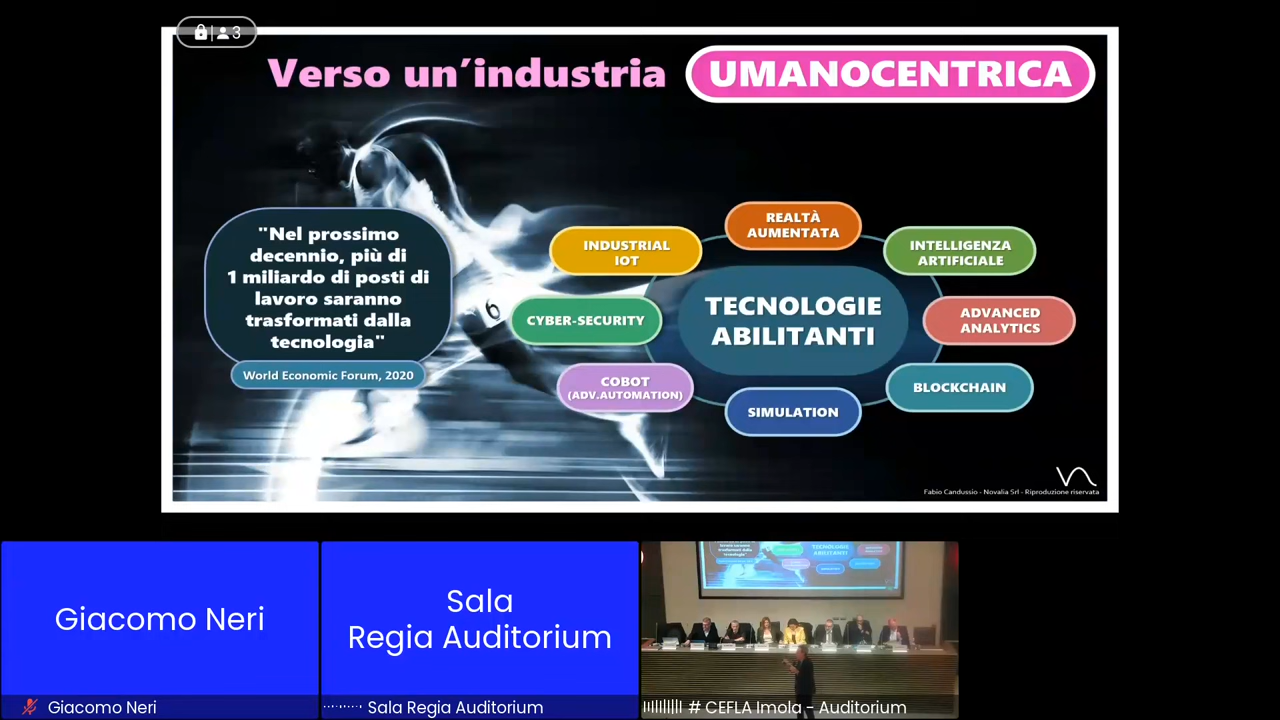 3
Verso un'industria UMANOCENTRICA
"Nel prossimo
decennio, più di
1 miliardo di posti di
lavoro saranno
trasformati dalla
tecnologia"
World Economic Forum, 2020
6
REALTÀ
AUMENTATA
INDUSTRIAL
IOT
INTELLIGENZA
ARTIFICIALE
CYBER-SECURITY
TECNOLOGIE
ABILITANTI
ADVANCED
ANALYTICS
COBOT
(ADV.AUTOMATION)
BLOCKCHAIN
SIMULATION
Fabio Candussio - Novalia Srl - Riproduzione riservata
Giacomo Neri
Sala
Regia Auditorium
TECNOLOGIE
ABILITANTI
Giacomo Neri
Sala Regia Auditorium
# CEFLA Imola - Auditorium